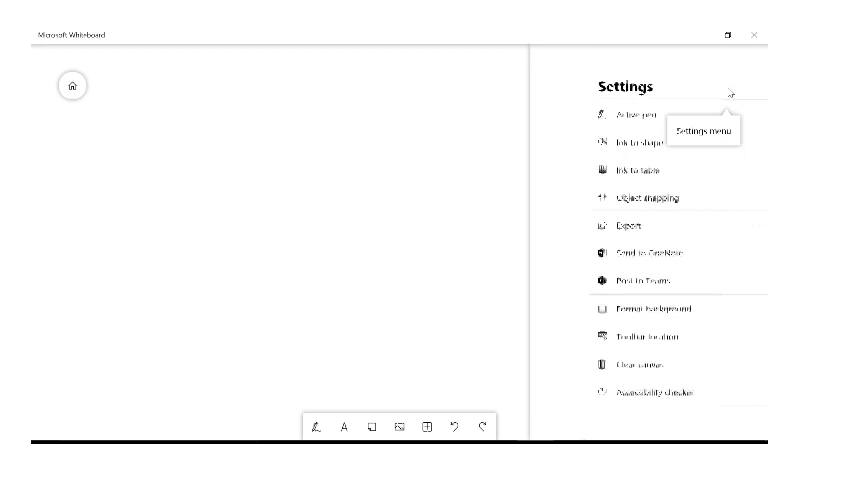 Microsoft Whiteboard
Settings
Active pen
Settings menu
Ink to shape
Ink to table
Object snapping
Export
Send to OneNote
Post to Teams
Format background
Toolbar location
Clear canvas
Accessibility checker